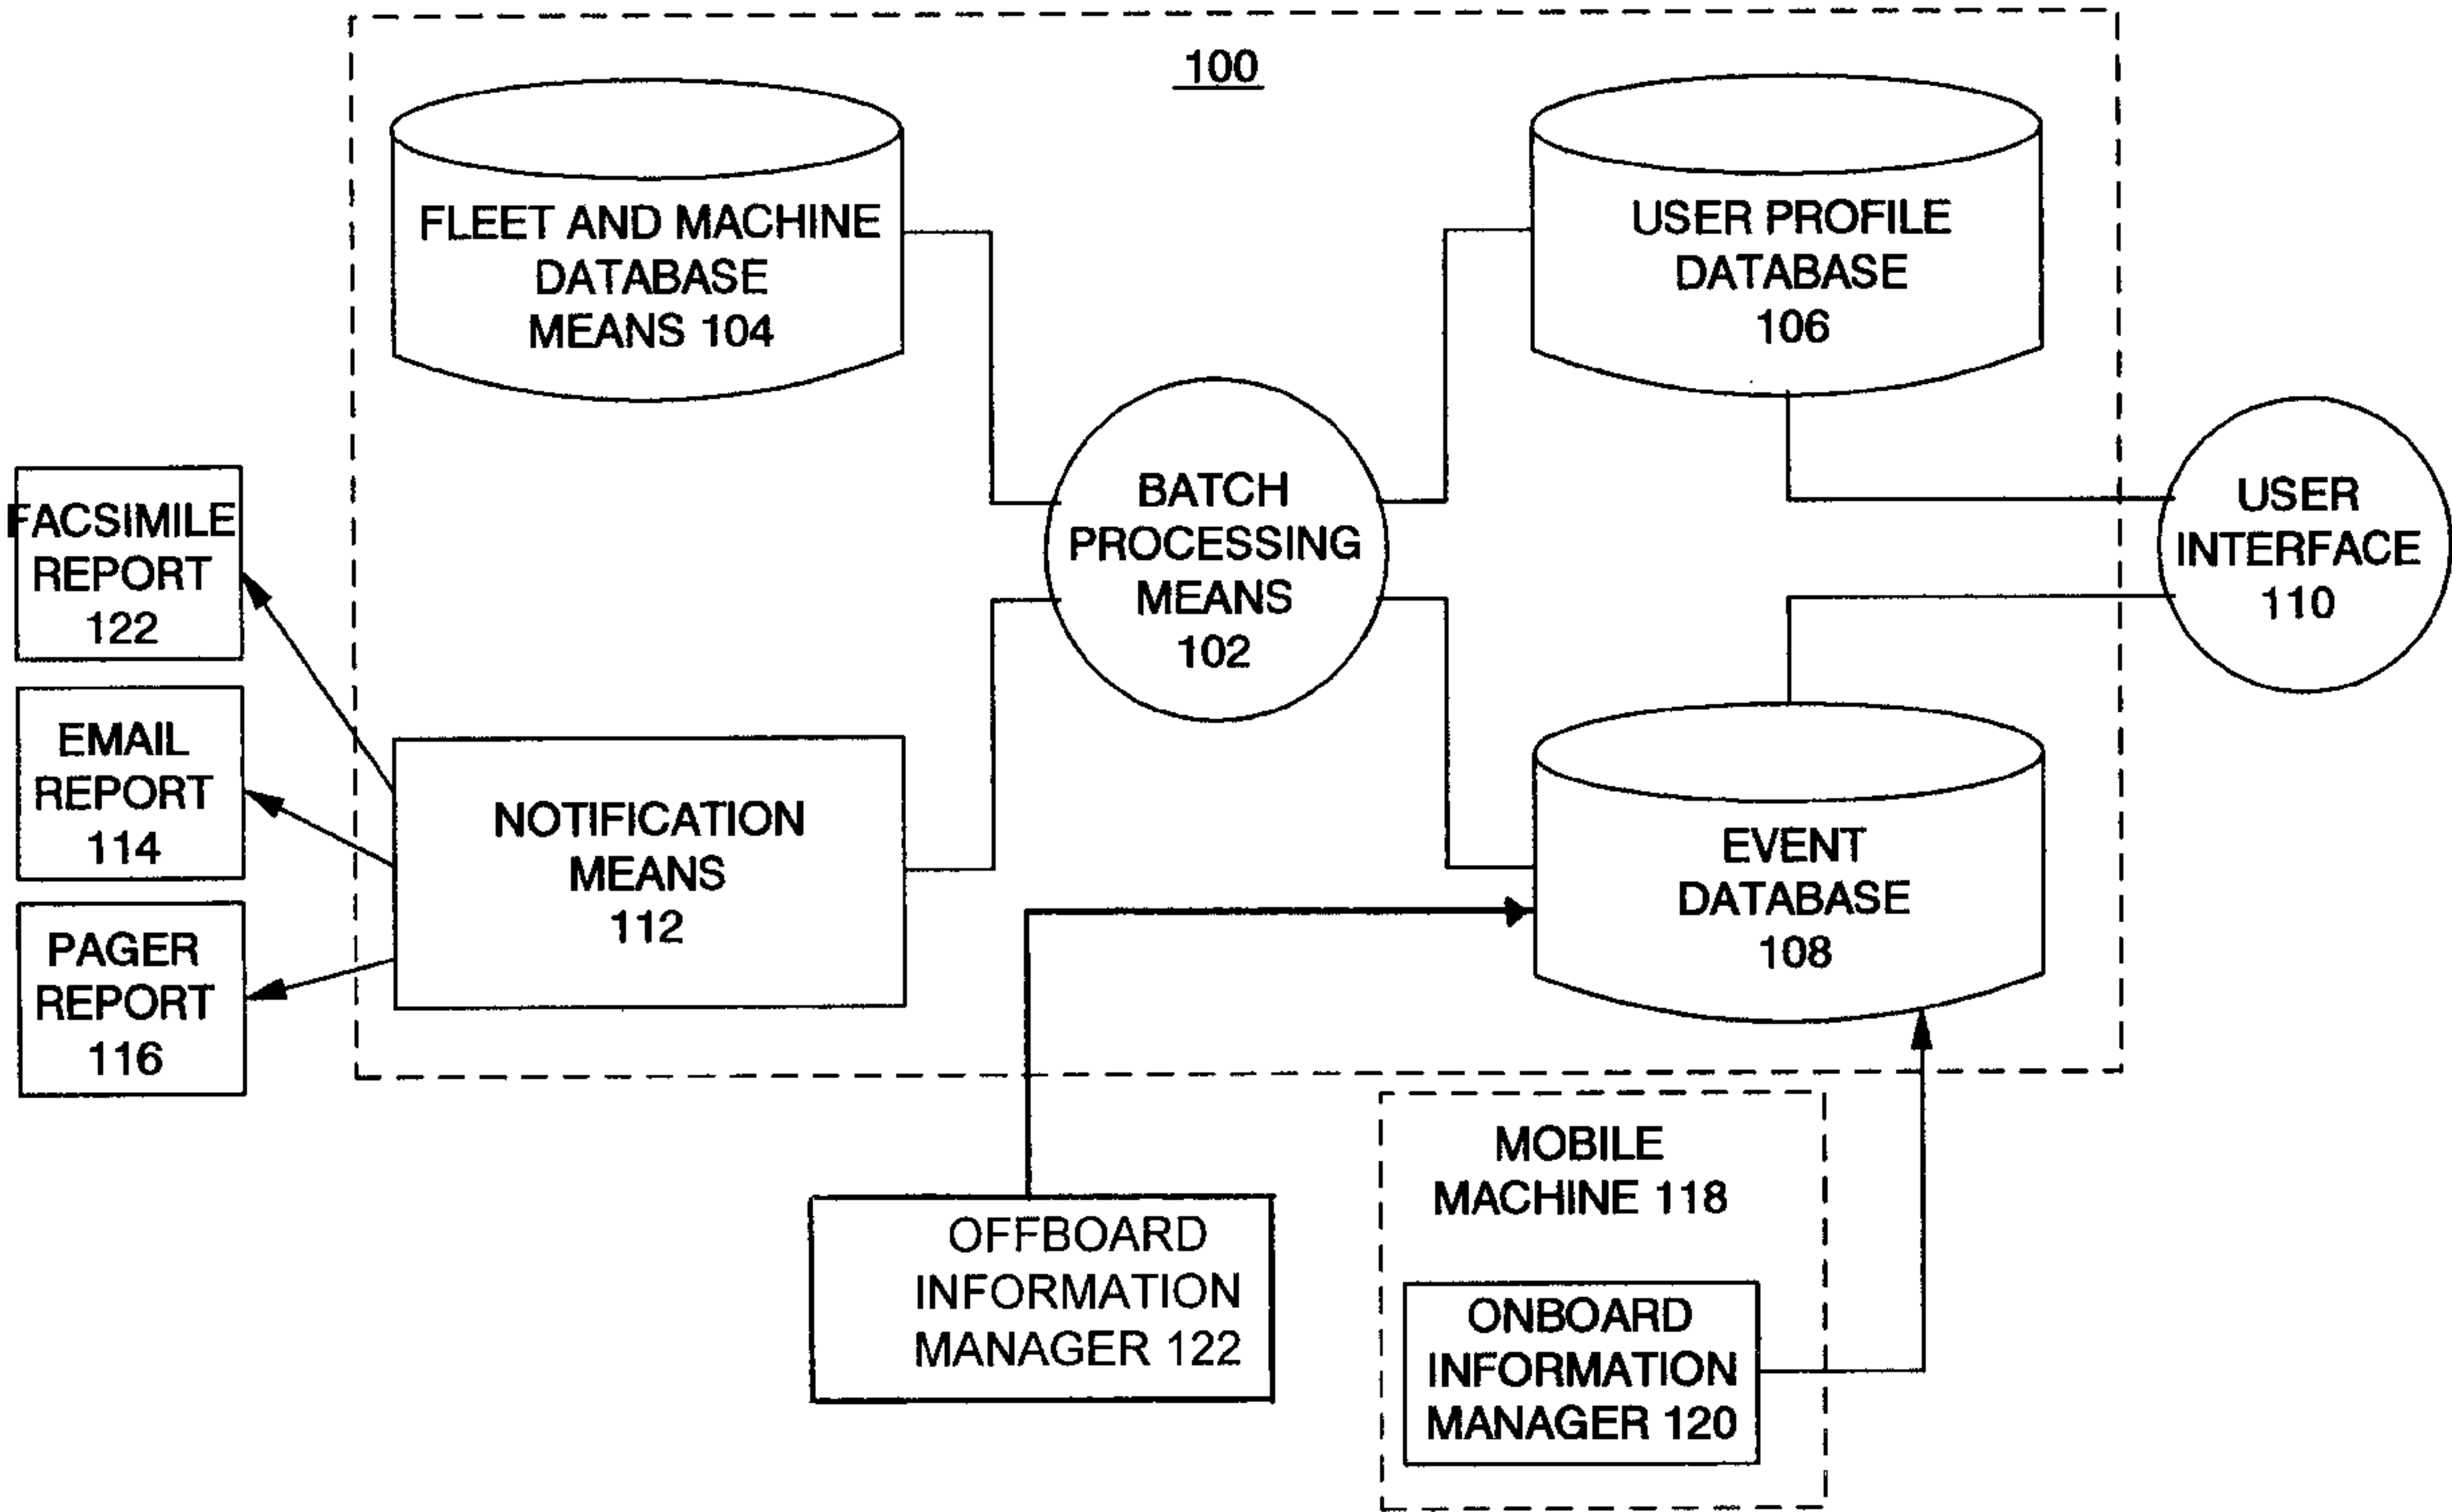 100
FLEET AND MACHINE
DATABASE
MEANS 104
USER PROFILE
DATABASE
106
BATCH
PROCESSING
MEANS
102
USER
INTERFACE
110
FACSIMILE
REPORT
122
EMAIL
REPORT
114
PAGER
REPORT
116
NOTIFICATION
MEANS
112
EVENT
DATABASE
108
OFFBOARD
INFORMATION
MANAGER 122
MOBILE
MACHINE 118
ONBOARD
INFORMATION
MANAGER 120